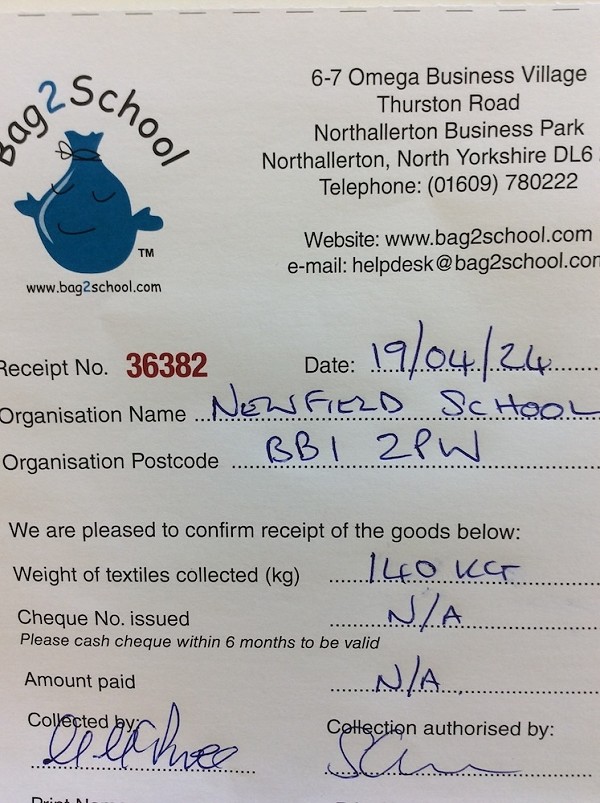 Bag2School
TM
www.bag2school.com
6-7 Omega Business Village
Thurston Road
Northallerton Business Park
Northallerton, North Yorkshire DL6
Telephone: (01609) 780222
Website: www.bag2school.com
e-mail: helpdesk@bag2school.com
Receipt No. 36382 Date: 19/04/24
Organisation Name NEWFIELD SCHOOL
Organisation Postcode BB1 2PW
We are pleased to confirm receipt of the goods below:
Weight of textiles collected (kg) 140 KG
Cheque No. issued N/A
Please cash cheque within 6 months to be valid
Amount paid N/A
Collected by: Collection authorised by: